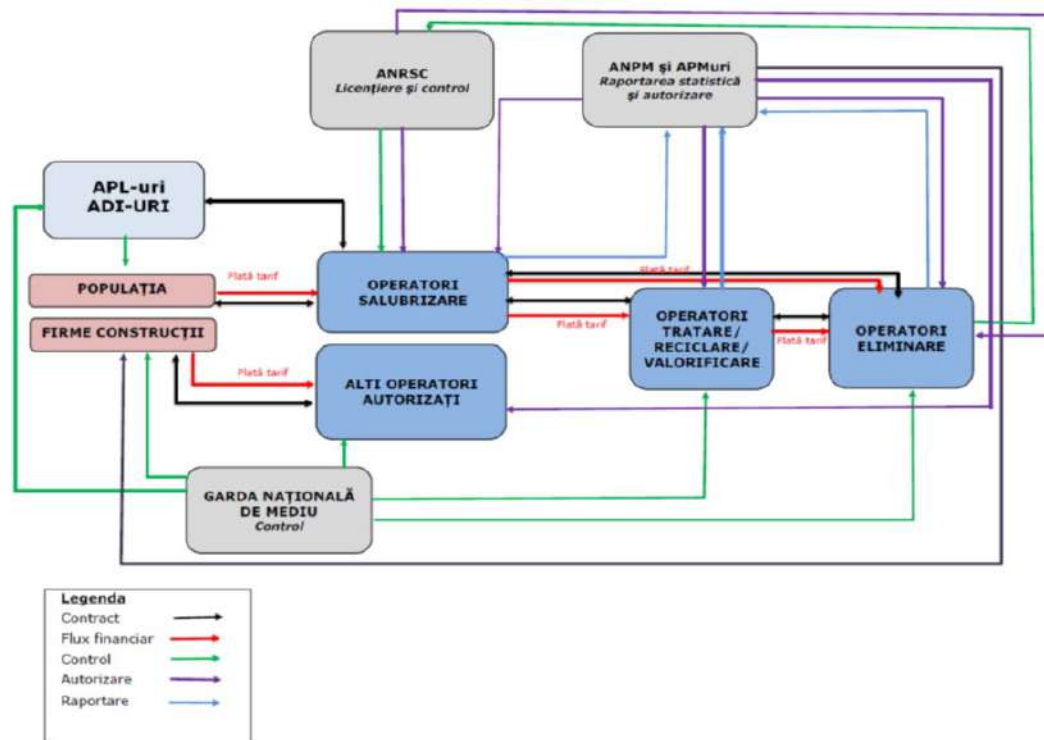 ANRSC
Licențiere și control
ANPM și APMuri
Raportarea statistică
și autorizare
APL-uri
ADI-URI
POPULAȚIA
Plată tarif
OPERATORI
SALUBRIZARE
Plată tarif
FIRME CONSTRUCȚII
Plată tarif
OPERATORI
TRATARE/
RECICLARE/
VALORIFICARE
Plată tarif
OPERATORI
ELIMINARE
Plată tarif
ALTI OPERATORI
AUTORIZAȚI
GARDA NAȚIONALĂ
DE MEDIU
Control
Legenda
Contract
Flux financiar
Control
Autorizare
Raportare